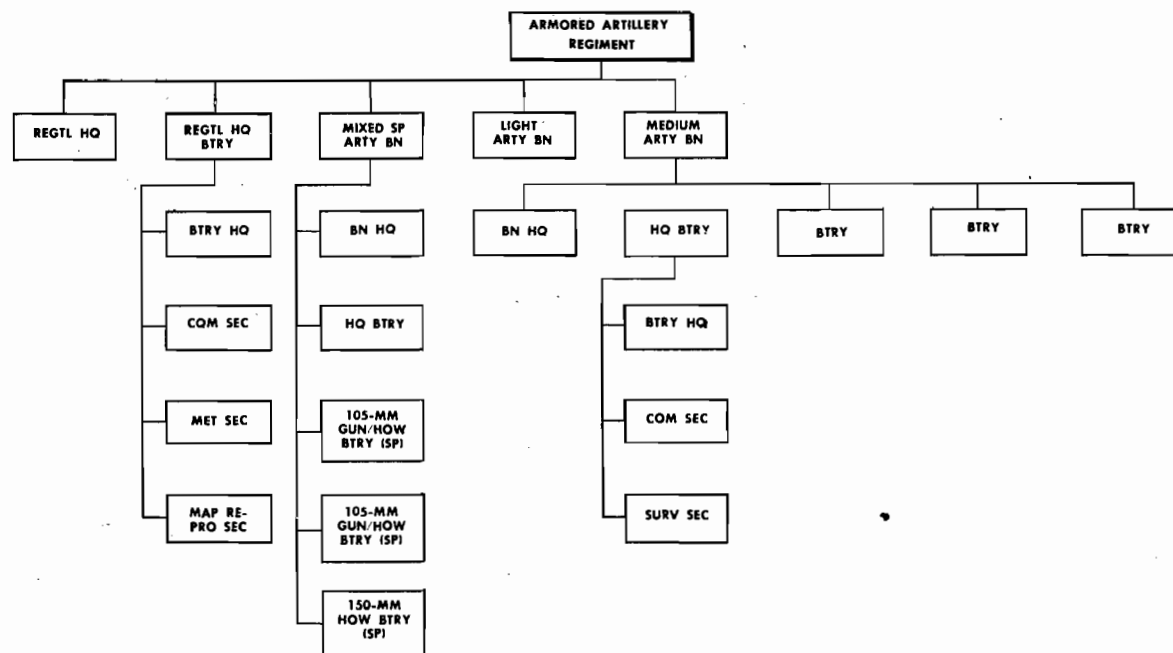 ARMORED ARTILLERY
REGIMENT
REGTL HQ
REGTL HQ
BTRY
MIXED SP
ARTY BN
LIGHT
ARTY BN
MEDIUM
ARTY BN
BTRY HQ
BN HQ
BN HQ
HQ BTRY
BTRY
BTRY
BTRY
CQM SEC
HQ BTRY
BTRY HQ
MET SEC
105-MM
GUN/HOW
BTRY (SP)
COM SEC
MAP RE-
PRO SEC
105-MM
GUN/HOW
BTRY (SP)
SURV SEC
150-MM
HOW BTRY
(SP)